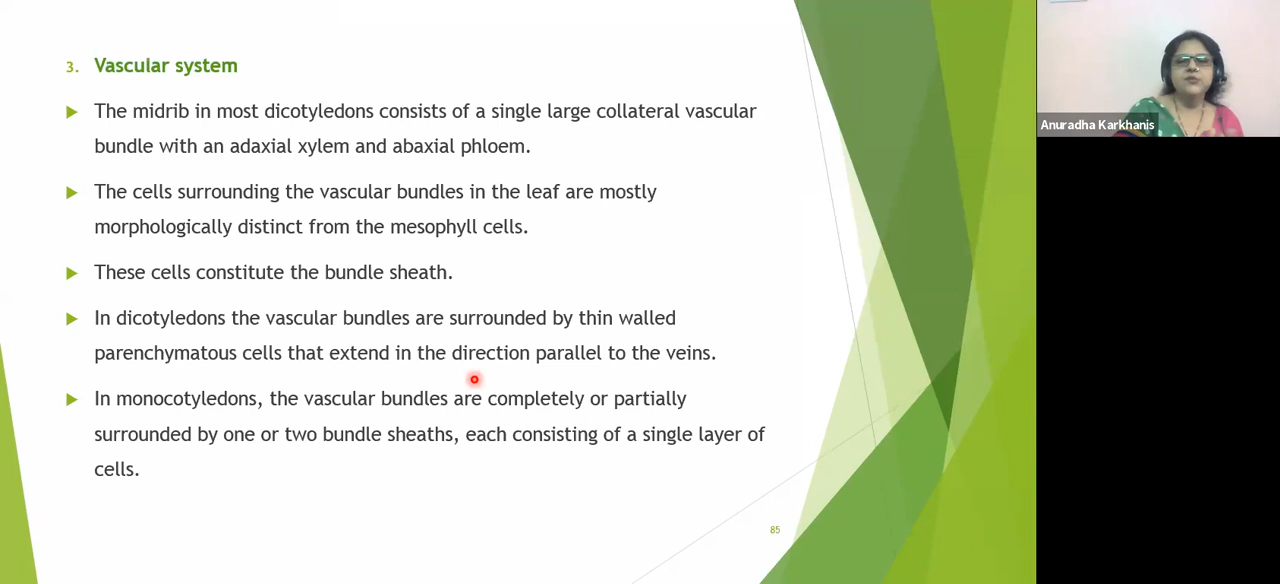 3. Vascular system
The midrib in most dicotyledons consists of a single large collateral vascular
bundle with an adaxial xylem and abaxial phloem.
The cells surrounding the vascular bundles in the leaf are mostly
morphologically distinct from the mesophyll cells.
These cells constitute the bundle sheath.
In dicotyledons the vascular bundles are surrounded by thin walled
parenchymatous cells that extend in the direction parallel to the veins.
In monocotyledons, the vascular bundles are completely or partially
surrounded by one or two bundle sheaths, each consisting of a single layer of
cells.
85
Anuradha Karkhanis